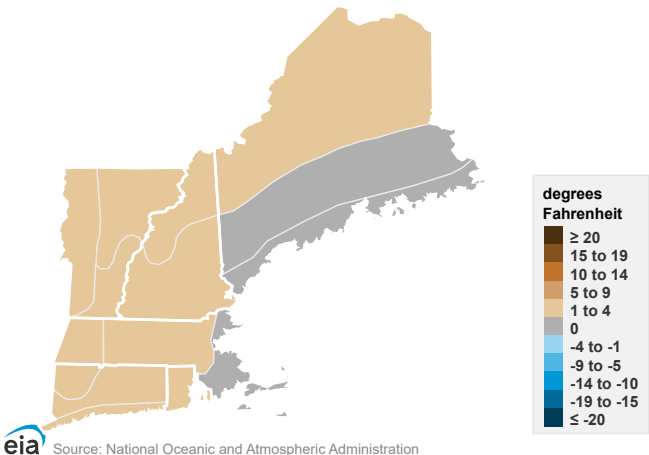 degrees
Fahrenheit
≥ 20
15 to 19
10 to 14
5 to 9
1 to 4
0
-4 to -1
-9 to -5
-14 to -10
-19 to -15
≤ -20
eia Source: National Oceanic and Atmospheric Administration